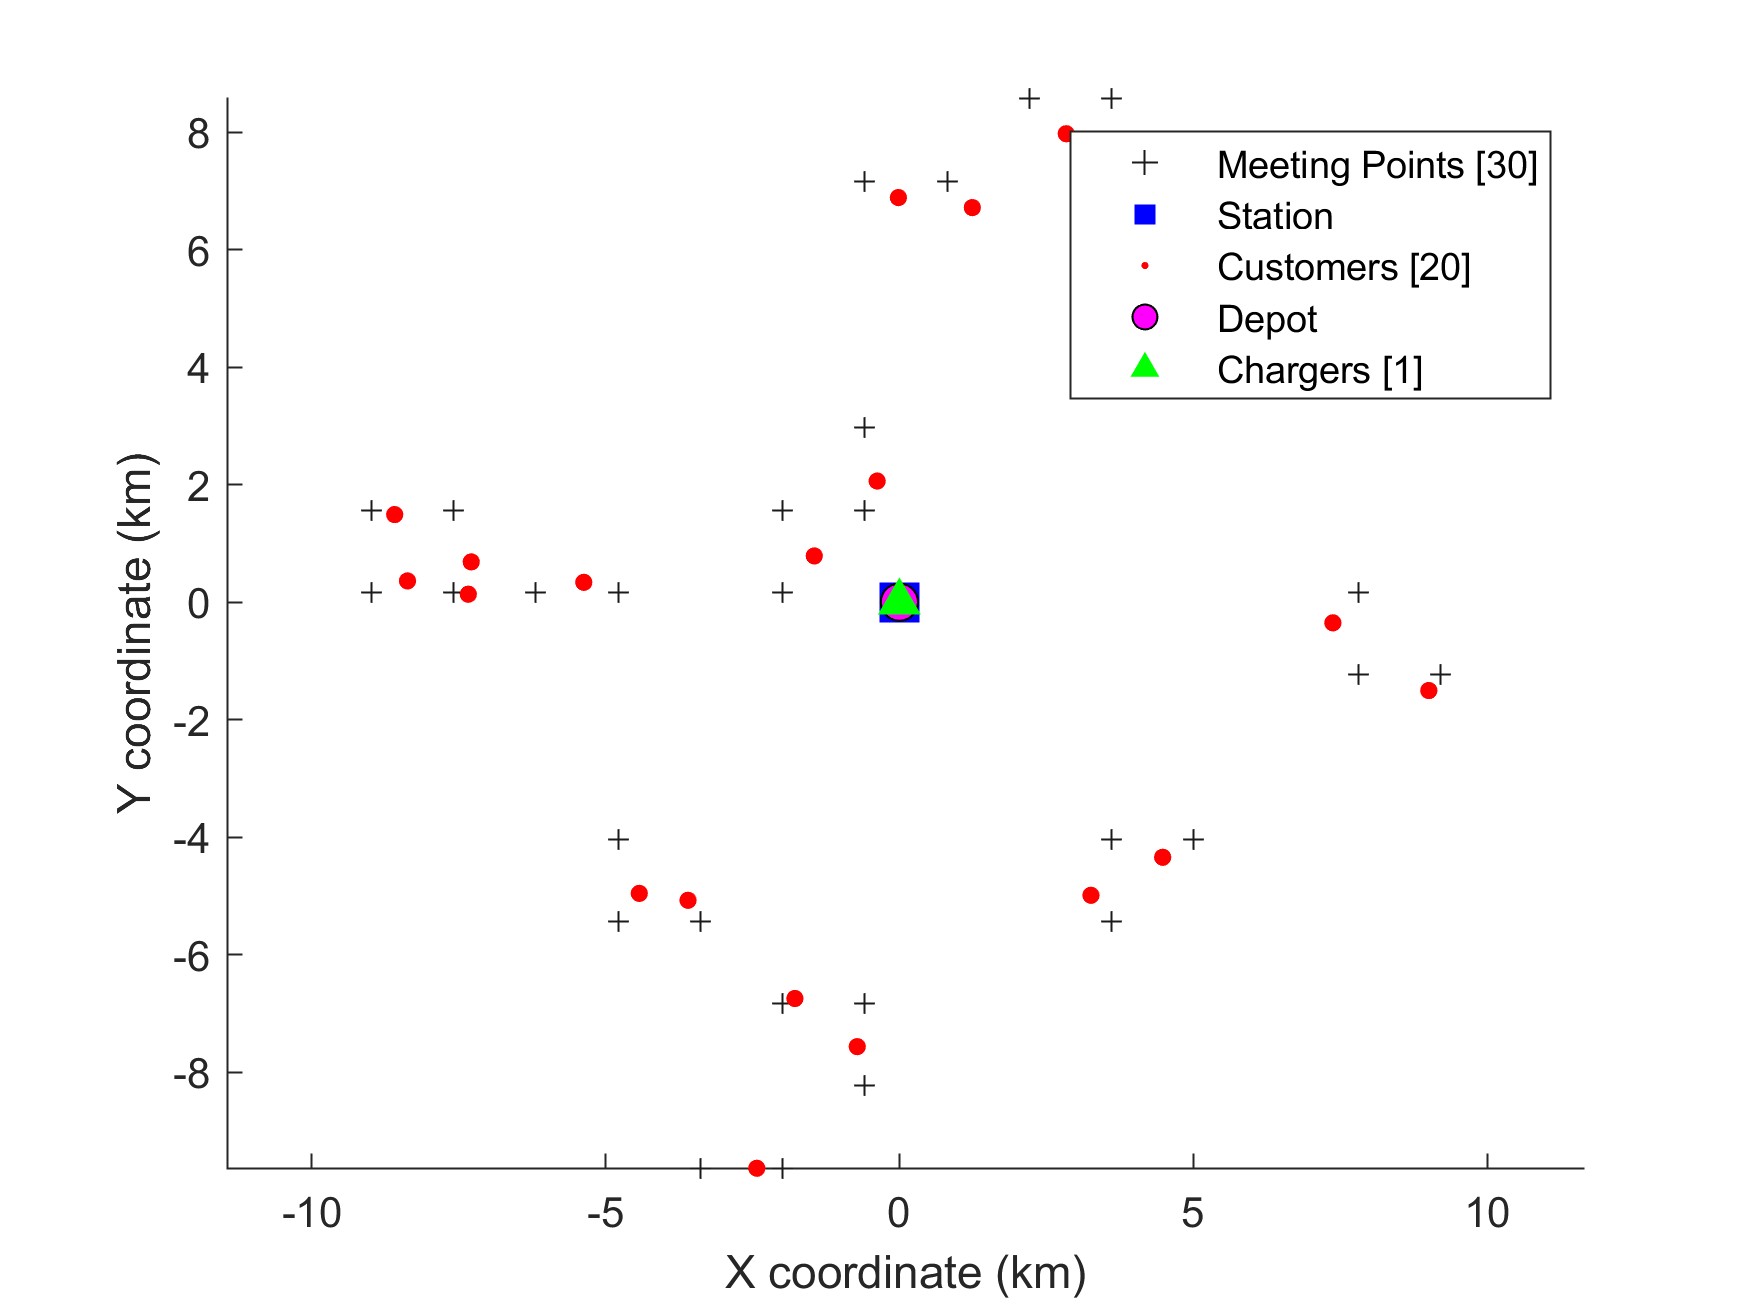 8
6
4
2
0
-2
-4
-6
-8
Y coordinate (km)
Meeting Points [30]
Station
Customers [20]
Depot
Chargers [1]
-10 -5 0 5 10
X coordinate (km)